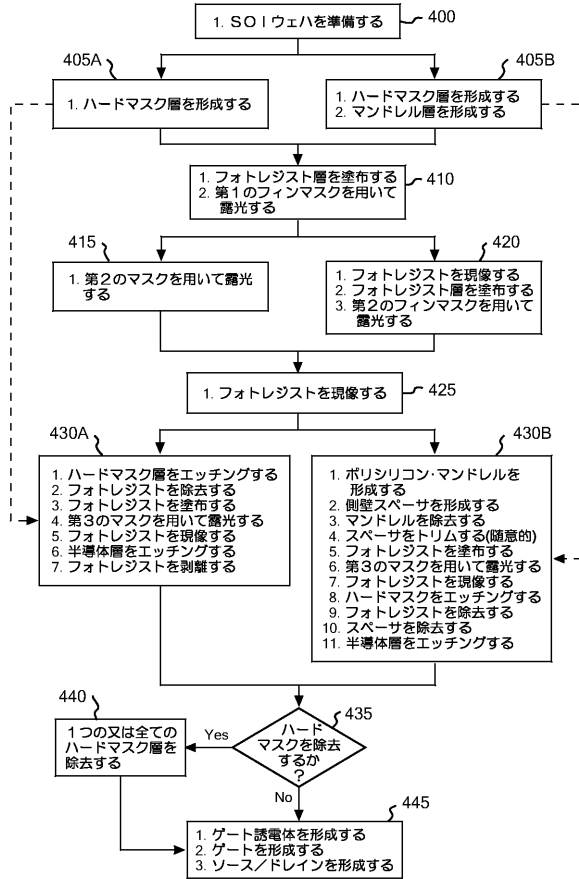 1. SOIウェハを準備する
400
405A
1. ハードマスク層を形成する
405B
1. ハードマスク層を形成する
2. マンドレル層を形成する
1. フォトレジスト層を塗布する
2. 第1のフィンマスクを用いて
露光する
410
415
1. 第2のマスクを用いて露光
する
420
1. フォトレジストを現像する
2. フォトレジスト層を塗布する
3. 第2のフィンマスクを用いて
露光する
1. フォトレジストを現像する
425
430A
1. ハードマスク層をエッチングする
2. フォトレジストを除去する
3. フォトレジストを塗布する
4. 第3のマスクを用いて露光する
5. フォトレジストを現像する
6. 半導体層をエッチングする
7. フォトレジストを剥離する
430B
1. ポリシリコン・マンドレルを
形成する
2. 側壁スペーサを形成する
3. マンドレルを除去する
4. スペーサをトリムする(随意的)
5. フォトレジストを塗布する
6. 第3のマスクを用いて露光する
7. フォトレジストを現像する
8. ハードマスクをエッチングする
9. フォトレジストを除去する
10. スペーサを除去する
11. 半導体層をエッチングする
440
1つの又は全ての
ハードマスク層を
除去する
Yes
435
ハード
マスクを除去
するか
?
No
445
1. ゲート誘電体を形成する
2. ゲートを形成する
3. ソース/ドレインを形成する